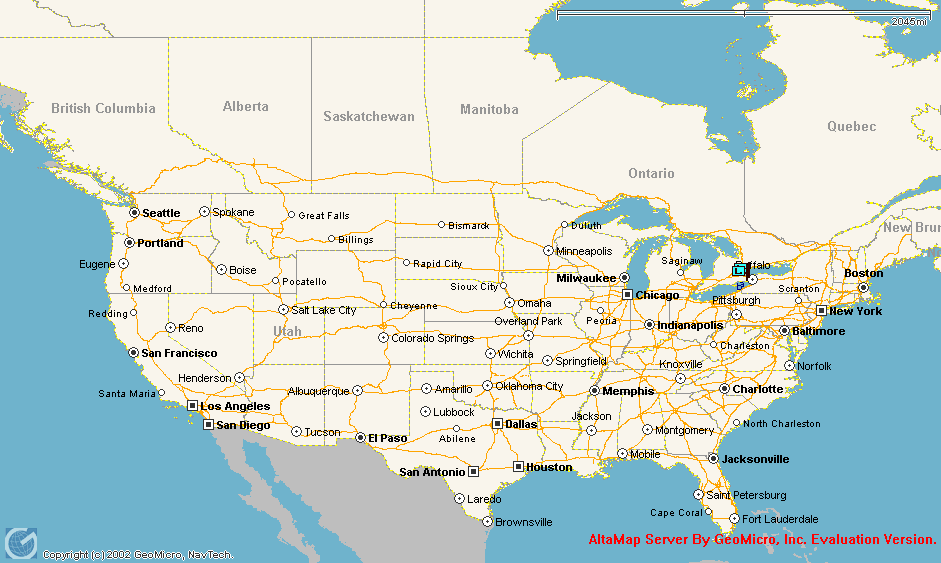 2045mi
British Columbia
Alberta
Saskatchewan
Manitoba
Quebec
Ontario
New Brun
Seattle
Spokane
Great Falls
Bismarck
Duluth
Portland
Minneapolis
Eugene
Billings
Boise
Rapid City
Saginaw
ffalo
Boston
Medford
Pocatello
Sioux City
Milwaukee
Scranton
Redding
Reno
Salt Lake City
Cheyenne
Omaha
Chicago
Pittsburgh
New York
Utah
Overland Park
Peoria
Indianapolis
Baltimore
San Francisco
Colorado Springs
Wichita
Springfield
Charleston
Knoxville
Norfolk
Henderson
Santa Maria
Albuquerque
Amarillo
Oklahoma City
Memphis
Charlotte
Los Angeles
San Diego
Lubbock
Jackson
North Charleston
Tucson
El Paso
Abilene
Dallas
Montgomery
Mobile
Jacksonville
San Antonio
Houston
Laredo
Saint Petersburg
Brownsville
Cape Coral
Fort Lauderdale
AltaMap Server By GeoMicro, Inc. Evaluation Version.
Copyright (c) 2002 GeoMicro, NavTech.